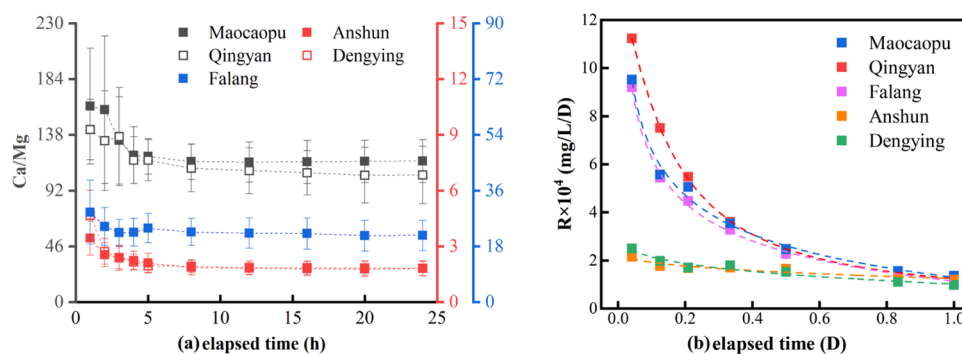 230
184
138
92
46
0
Ca/Mg
Maocaopu
Qingyan
Falang
Anshun
Dengying
15
12
9
6
3
0
90
72
54
36
18
0
0 5 10 15 20 25
(a) elapsed time (h)
12
10
8
6
4
2
0
R×10⁴ (mg/L/D)
Maocaopu
Qingyan
Falang
Anshun
Dengying
0.0 0.2 0.4 0.6 0.8 1.0
(b) elapsed time (D)